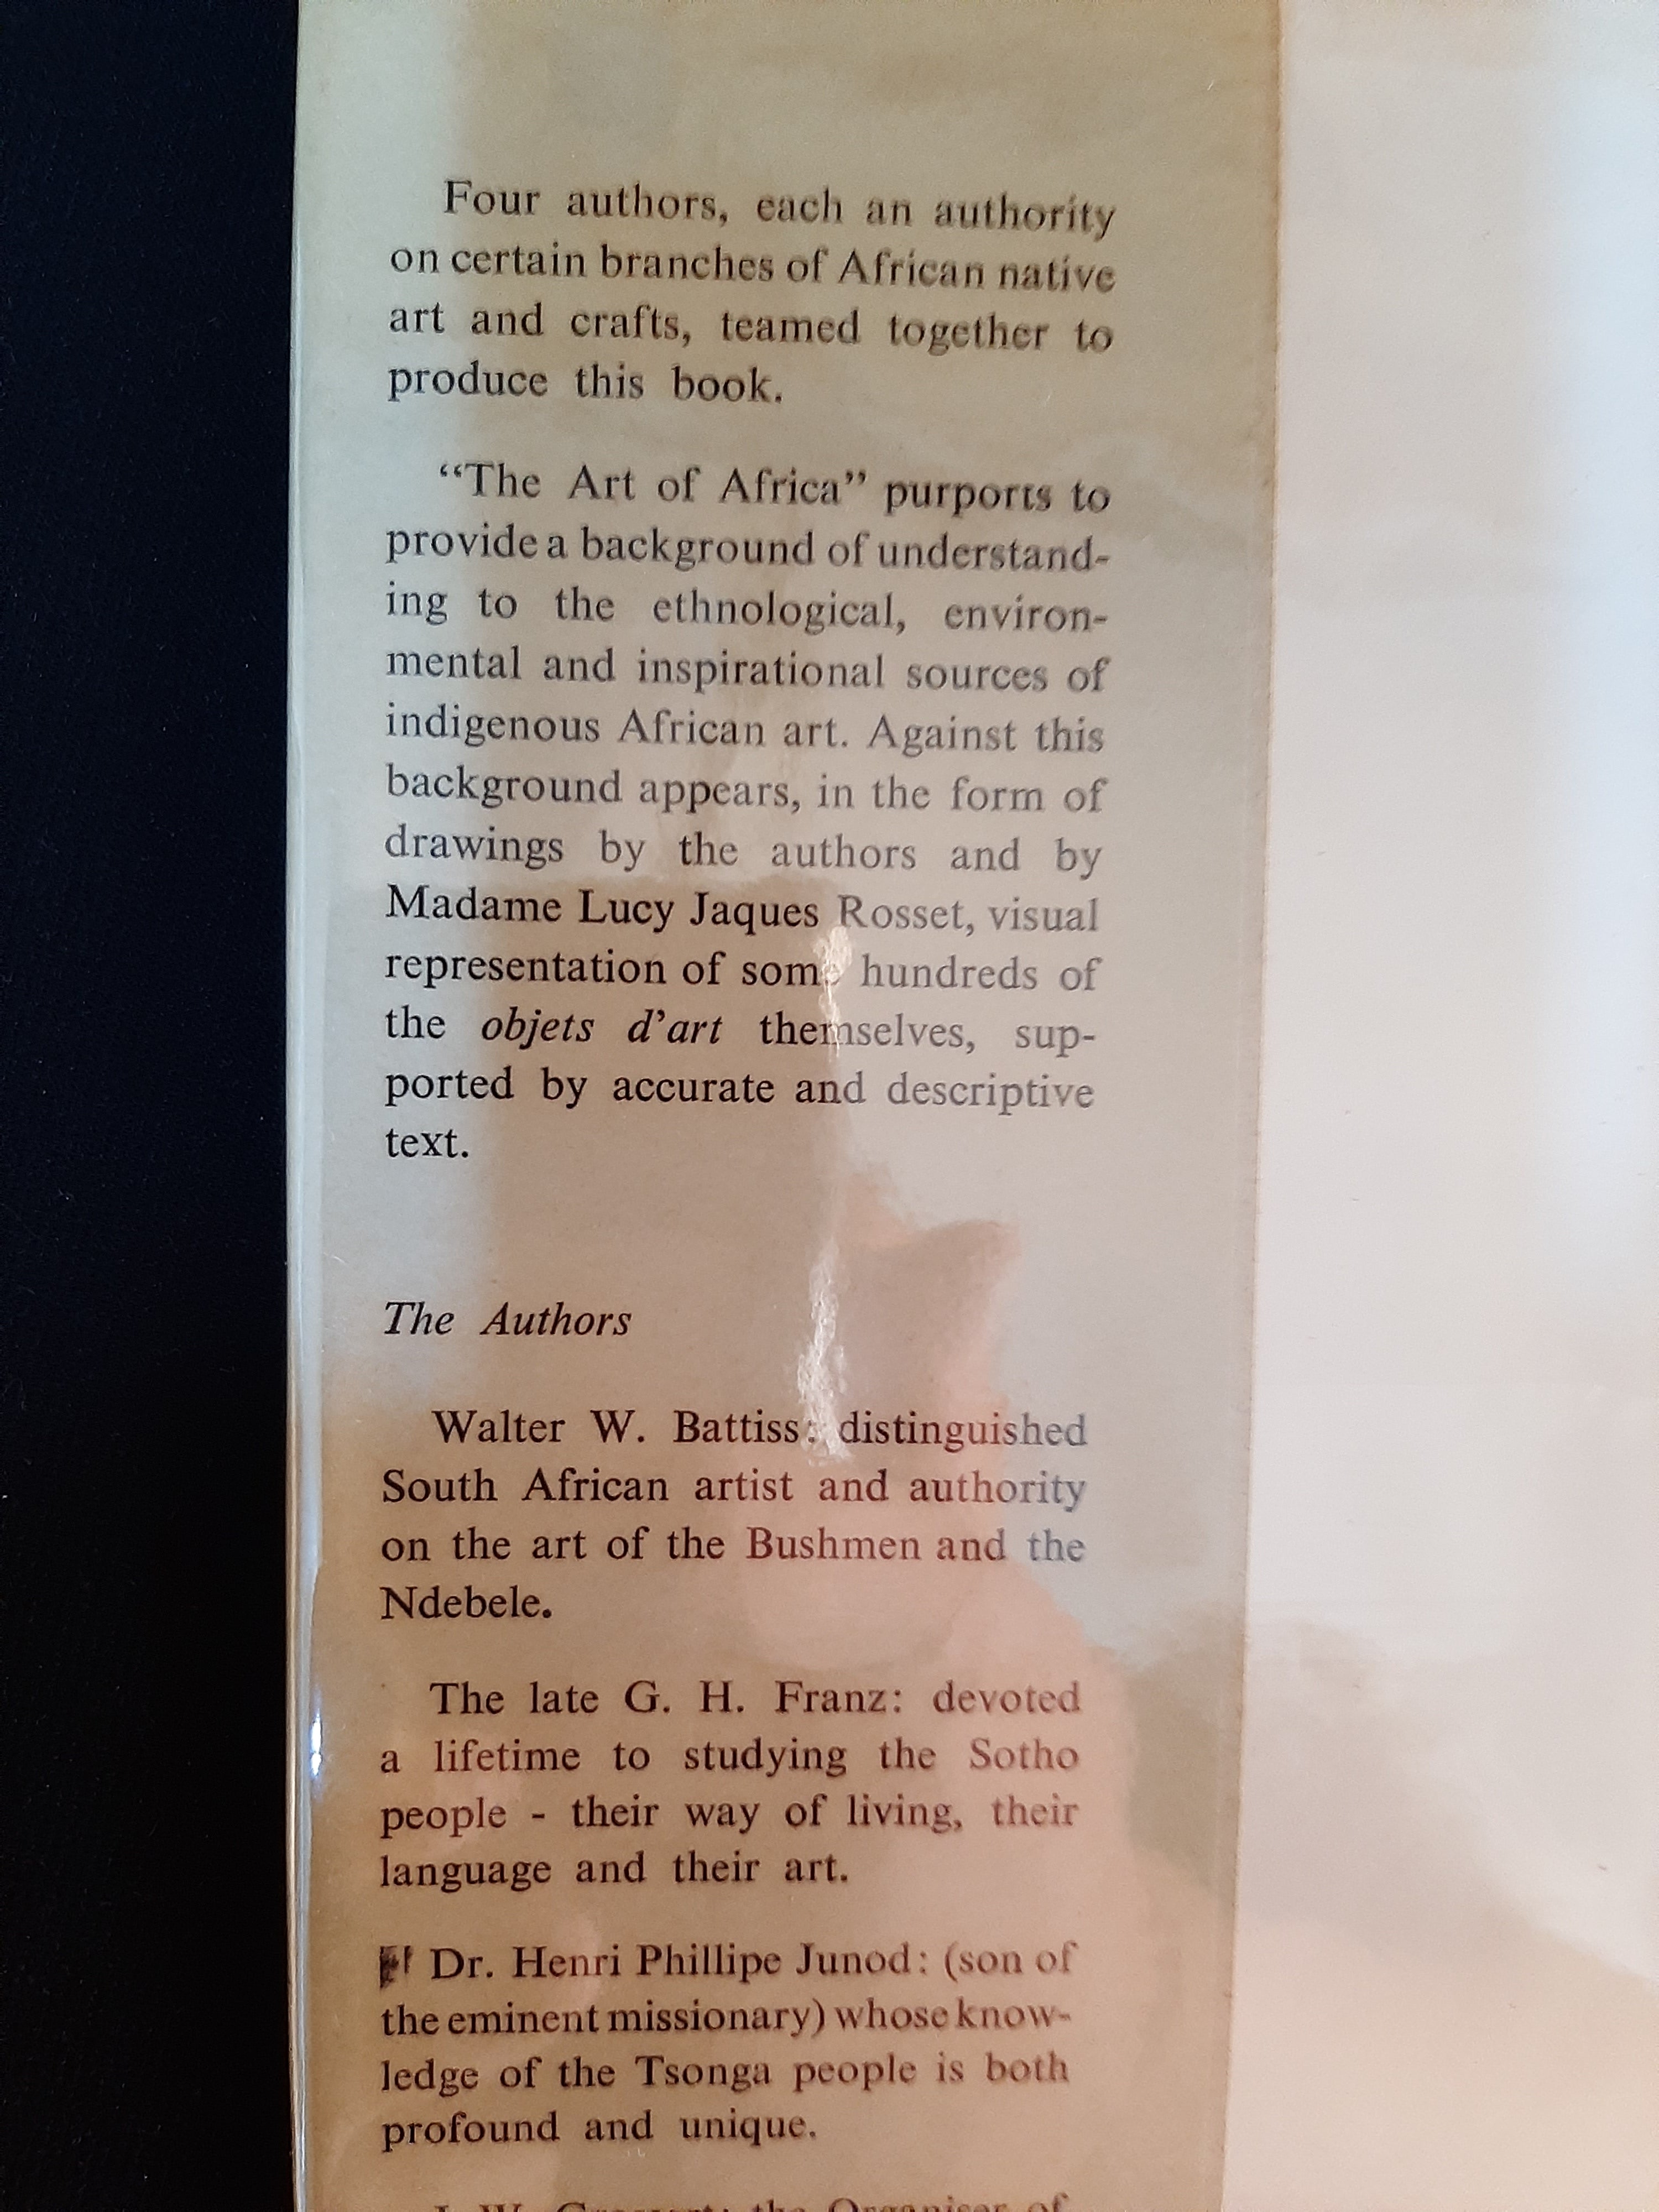 Four authors, each an authority
on certain branches of African native
art and crafts, teamed together to
produce this book.
“The Art of Africa” purports to
provide a background of understand-
ing to the ethnological, environ-
mental and inspirational sources of
indigenous African art. Against this
background appears, in the form of
drawings by the authors and by
Madame Lucy Jaques Rosset, visual
representation of some hundreds of
the objets d’art themselves, sup-
ported by accurate and descriptive
text.
The Authors
Walter W. Battiss: distinguished
South African artist and authority
on the art of the Bushmen and the
Ndebele.
The late G. H. Franz: devoted
a lifetime to studying the Sotho
people - their way of living, their
language and their art.
Dr. Henri Phillipe Junod: (son of
the eminent missionary) whose know-
ledge of the Tsonga people is both
profound and unique.
the Organiser of